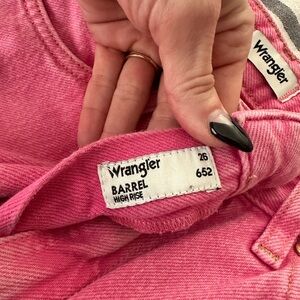 Wrangler
Wrangler 26
BARREL 652
HIGH RISE